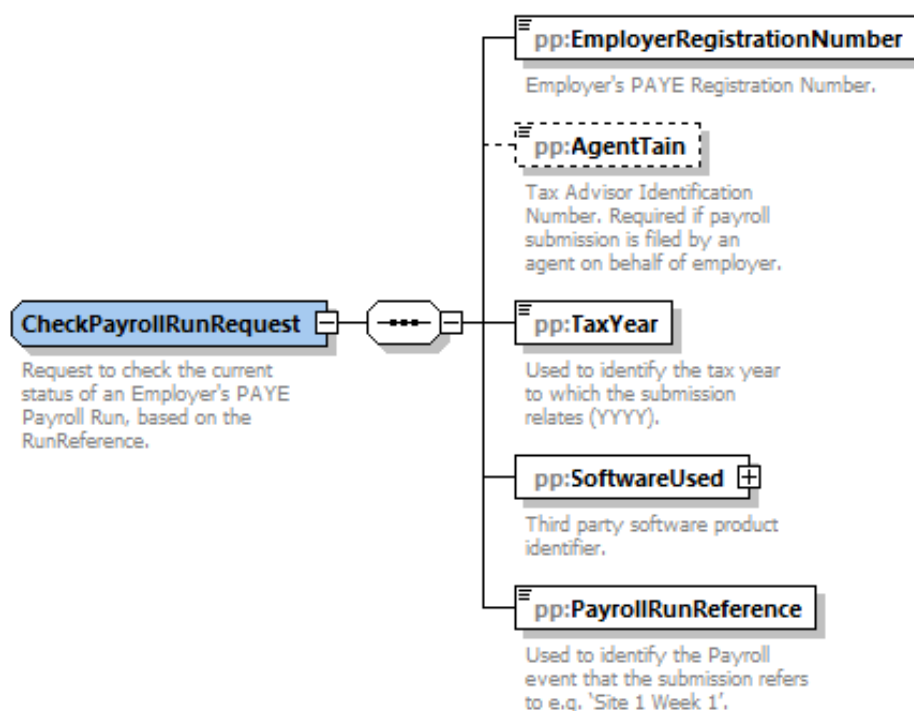 pp:EmployerRegistrationNumber
Employer's PAYE Registration Number.
pp:AgentTain
Tax Advisor Identification
Number. Required if payroll
submission is filed by an
agent on behalf of employer.
CheckPayrollRunRequest
Request to check the current
status of an Employer's PAYE
Payroll Run, based on the
RunReference.
pp:TaxYear
Used to identify the tax year
to which the submission
relates (YYYY).
pp:SoftwareUsed
Third party software product
identifier.
pp:PayrollRunReference
Used to identify the Payroll
event that the submission refers
to e.g. ‘Site 1 Week 1’.